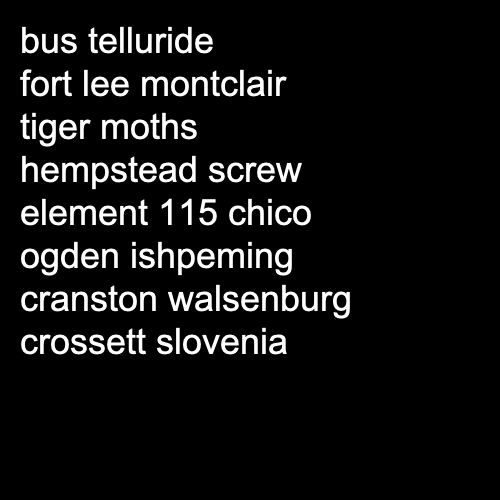 bus telluride
fort lee montclair
tiger moths
hempstead screw
element 115 chico
ogden ishpeming
cranston walsenburg
crossett slovenia